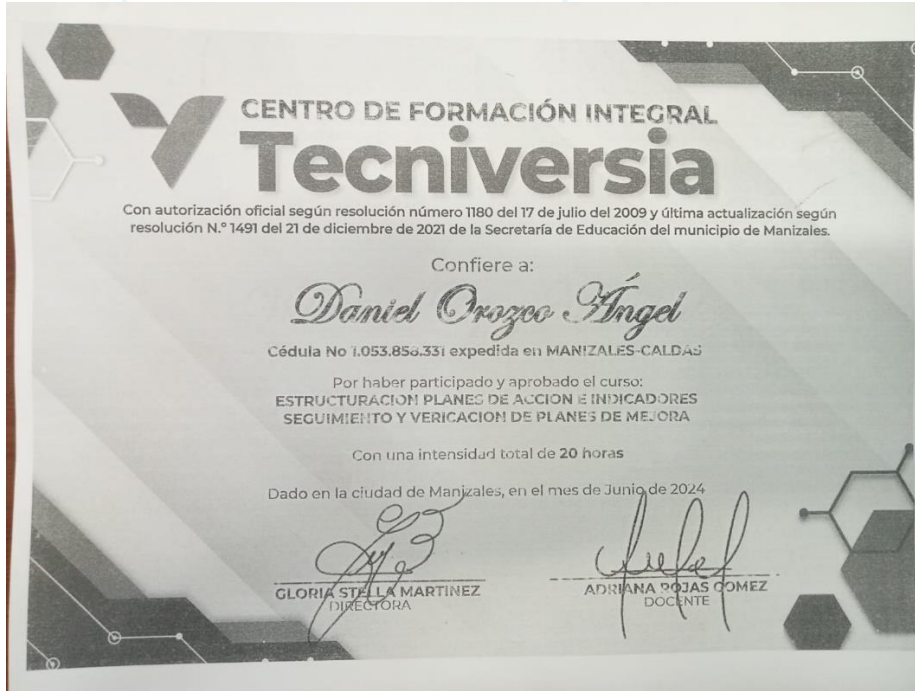 CENTRO DE FORMACIÓN INTEGRAL
Tecniversia
Con autorización oficial según resolución número 1180 del 17 de julio del 2009 y última actualización según
resolución N.º 1491 del 21 de diciembre de 2021 de la Secretaría de Educación del municipio de Manizales.
Confiere a:
Daniel Orozco Ángel
Cédula No 1.053.858.331 expedida en MANIZALES-CALDAS
Por haber participado y aprobado el curso:
ESTRUCTURACION PLANES DE ACCION E INDICADORES
SEGUIMIENTO Y VERICACION DE PLANES DE MEJORA
Con una intensidad total de 20 horas
Dado en la ciudad de Manizales, en el mes de Junio de 2024
GLORIA STELLA MARTINEZ
DIRECTORA
ADRIANA ROJAS GOMEZ
DOCENTE